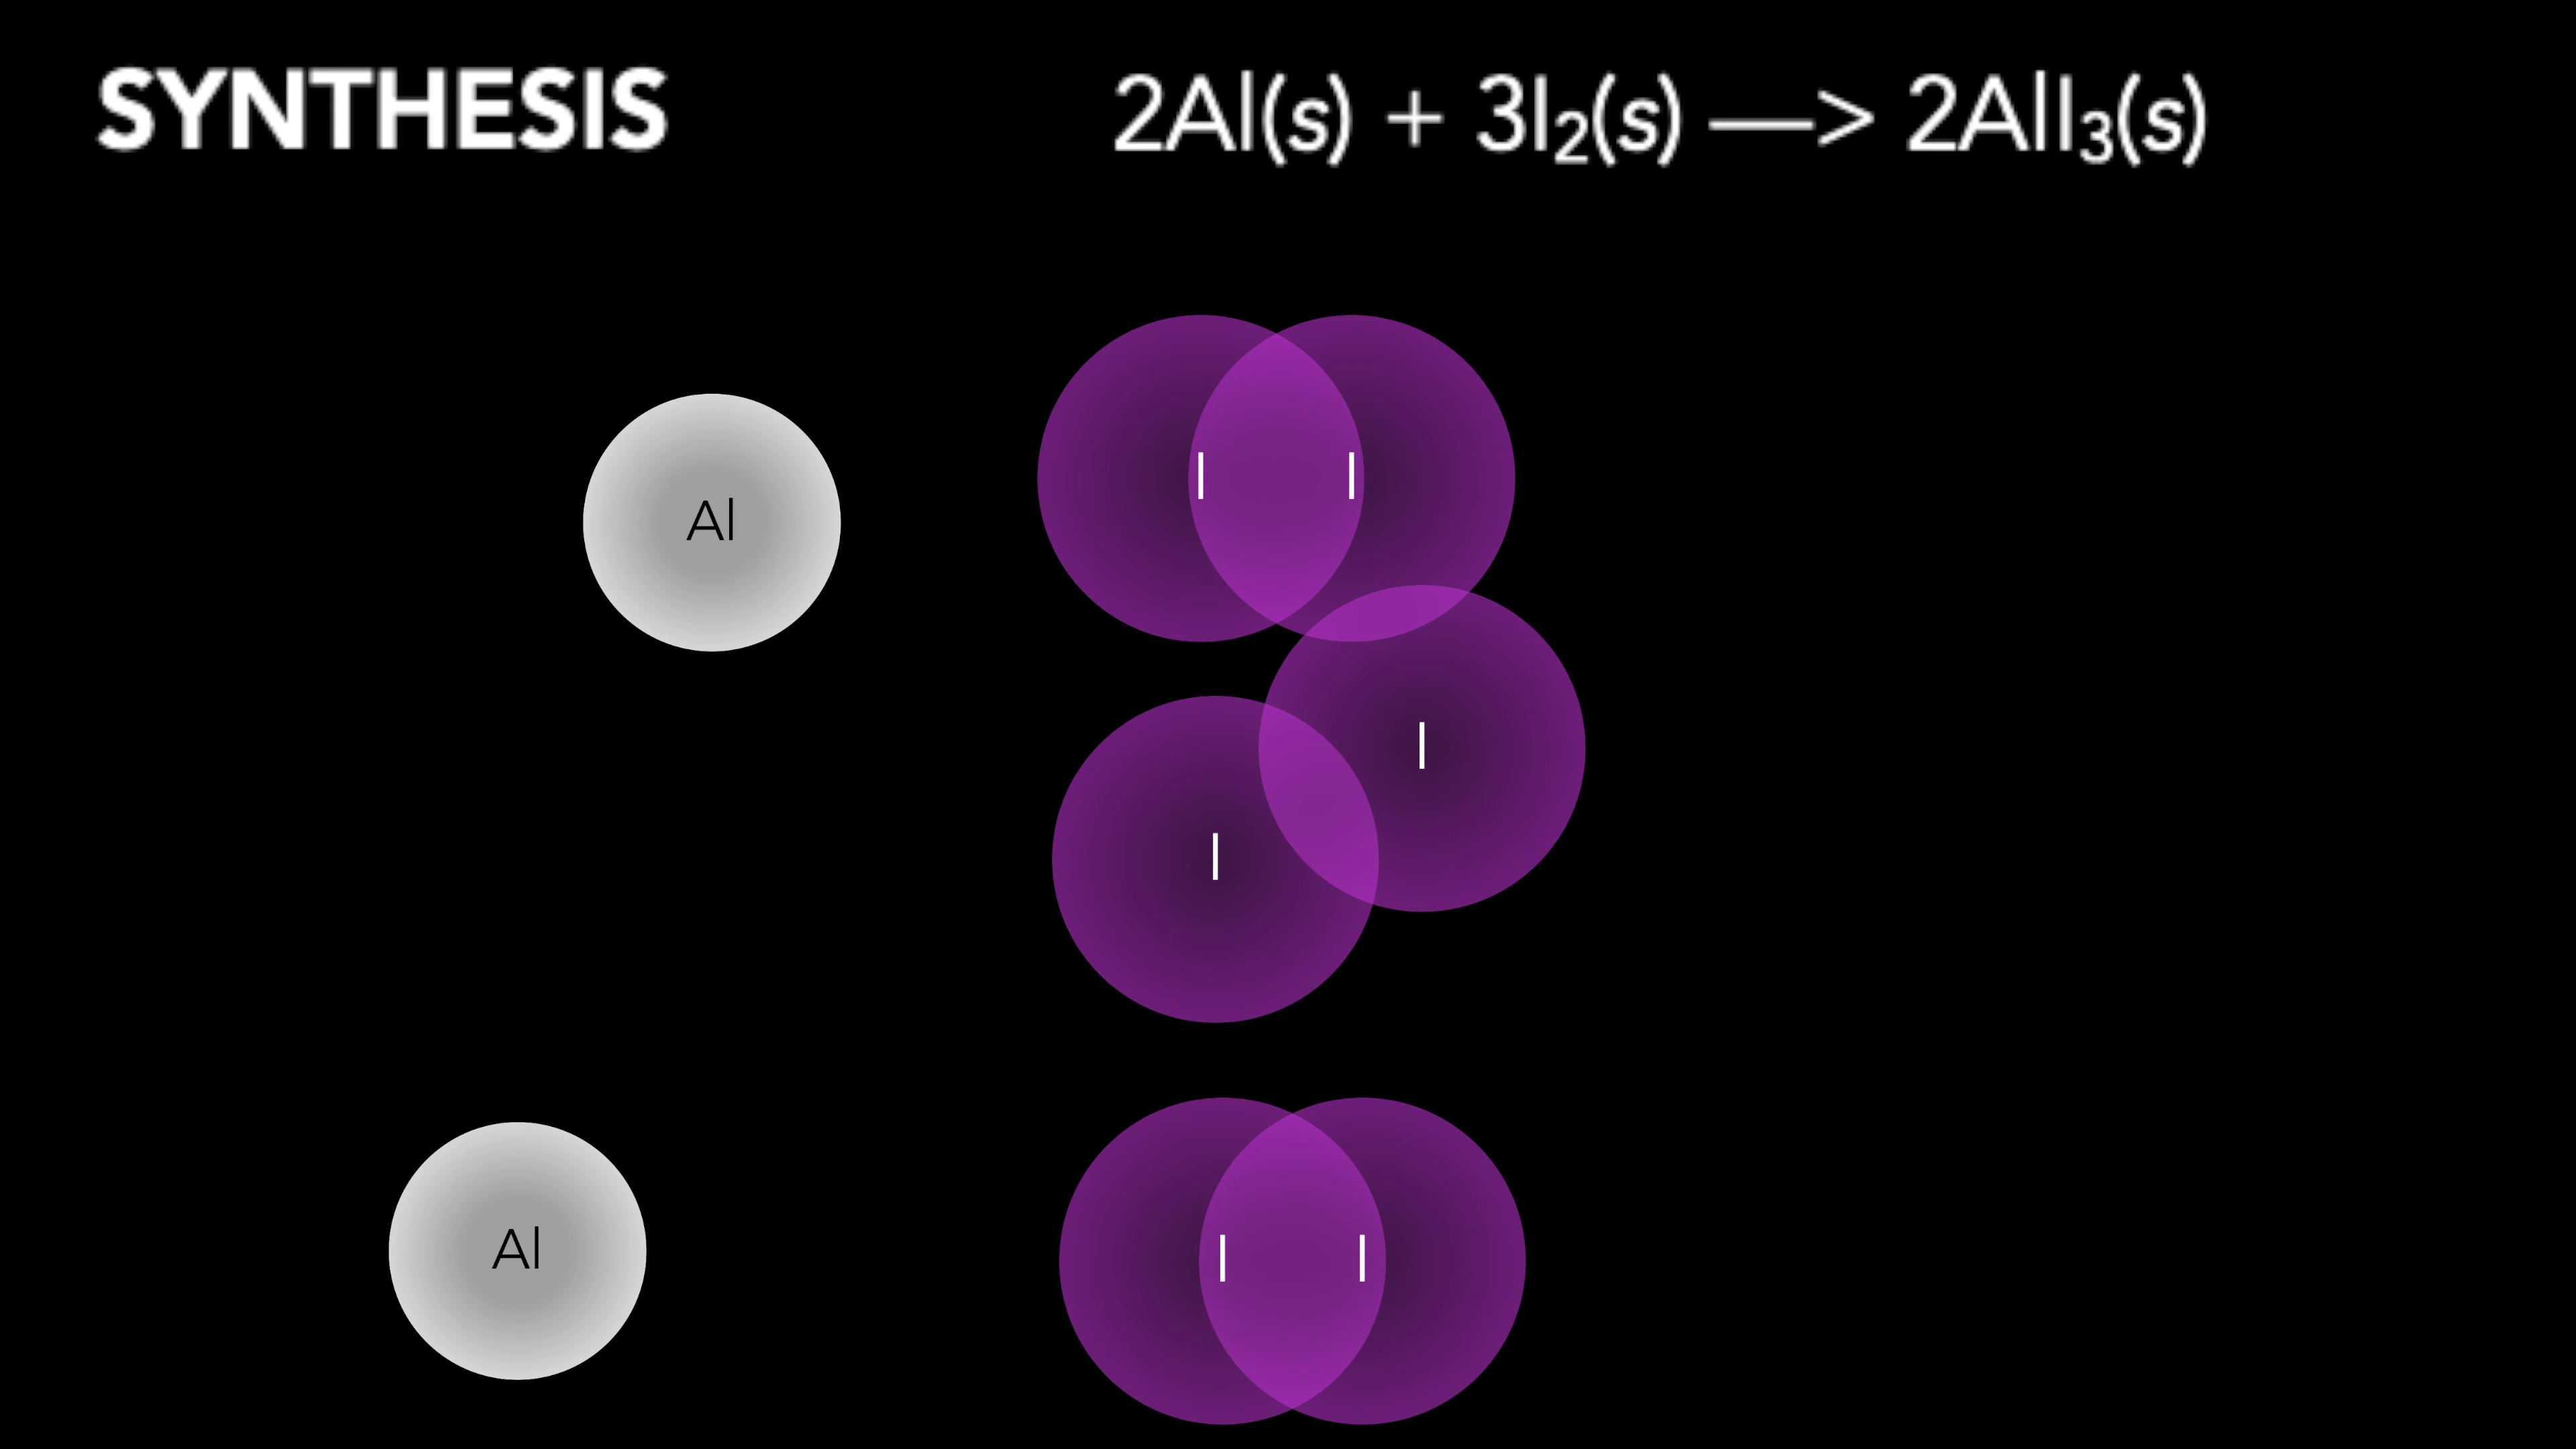 SYNTHESIS
2Al(s) + 3I₂(s) —> 2AlI₃(s)
I I
Al
I
I
Al
I I